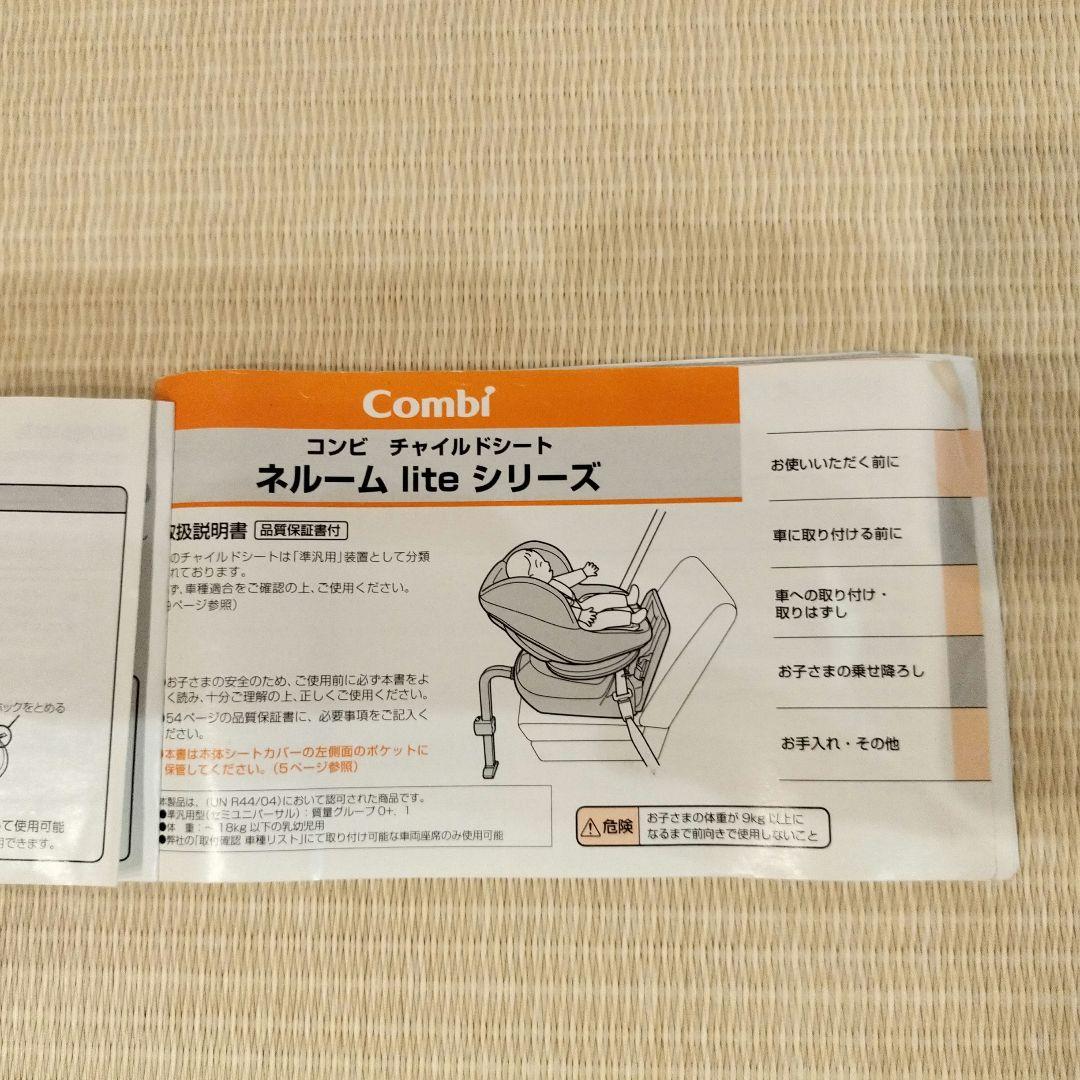 Combi
コンビ チャイルドシート
ネルーム lite シリーズ
取扱説明書 品質保証書付
のチャイルドシートは「準汎用」装置として分類
れております。
ず、車種適合をご確認の上、ご使用ください。
ページ参照)
お子さまの安全のため、ご使用前に必ず本書をよ
く読み、十分ご理解の上、正しくご使用ください。
54ページの品質保証書に、必要事項をご記入く
ださい。
本書は本体シートカバーの左側面のポケットに
保管してください。(5ページ参照)
本製品は、(UN R44/04)において認可された商品です。
●準汎用型(セミユニバーサル):質量グループ0+, 1
●体 重:~18kg以下の乳幼児用
●弊社の「取付確認 車種リスト」にて取り付け可能な車両座席のみ使用可能
危険
お子さまの体重が9kg以上に
なるまで前向きで使用しないこと
お使いいただく前に
車に取り付ける前に
車への取り付け・
取りはずし
お子さまの乗せ降ろし
お手入れ・その他
ホックをとめる
て使用可能
できます。